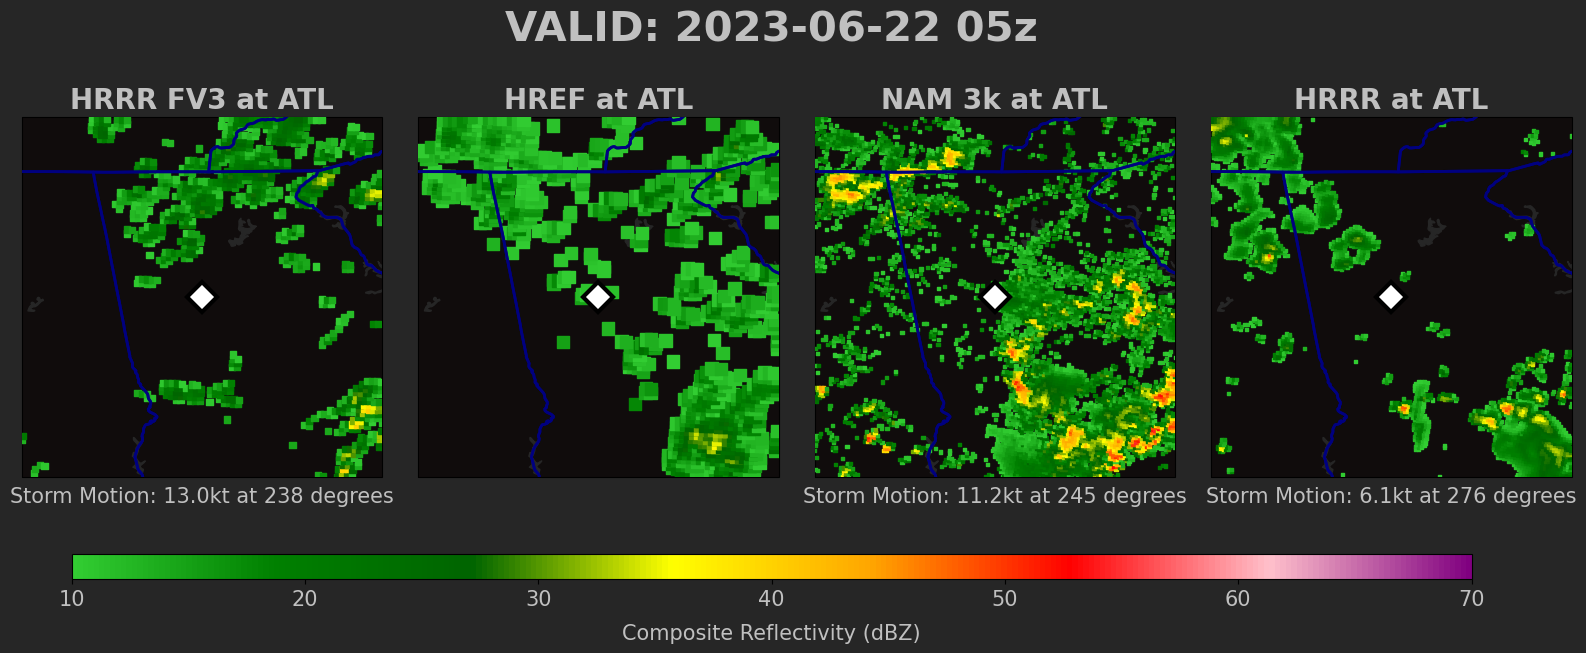 VALID: 2023-06-22 05z
HRRR FV3 at ATL
HREF at ATL
NAM 3k at ATL
HRRR at ATL
Storm Motion: 13.0kt at 238 degrees
Storm Motion: 11.2kt at 245 degrees
Storm Motion: 6.1kt at 276 degrees
10 20 30 40 50 60 70
Composite Reflectivity (dBZ)